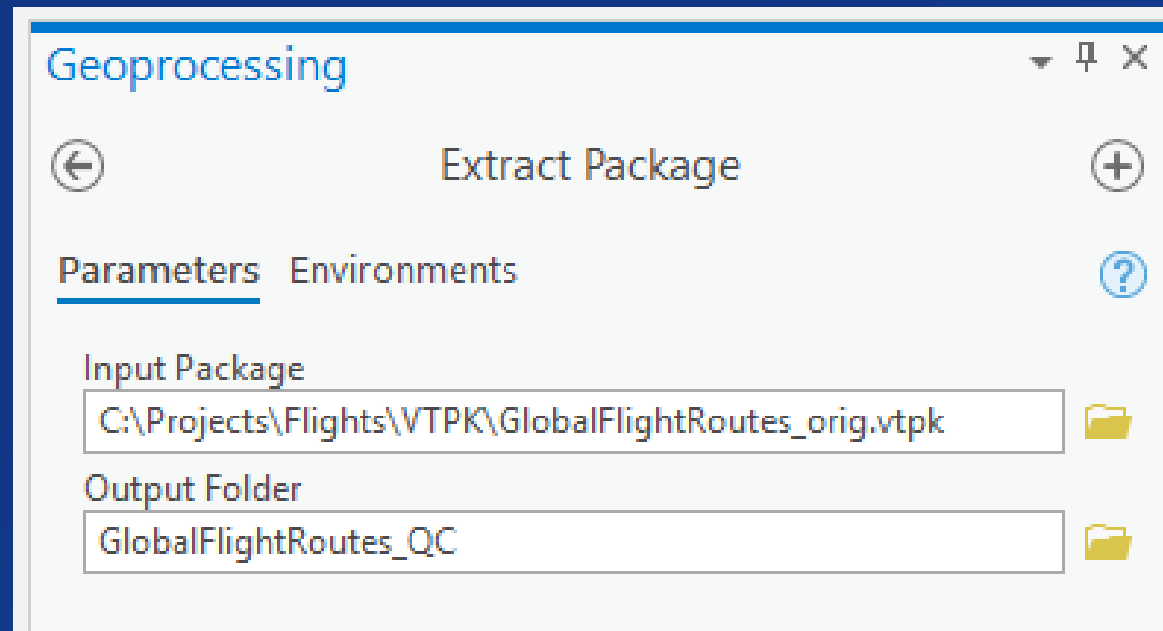 Geoprocessing
Extract Package
Parameters Environments
Input Package
C:\Projects\Flights\VTPK\GlobalFlightRoutes_orig.vtpk
Output Folder
GlobalFlightRoutes_QC